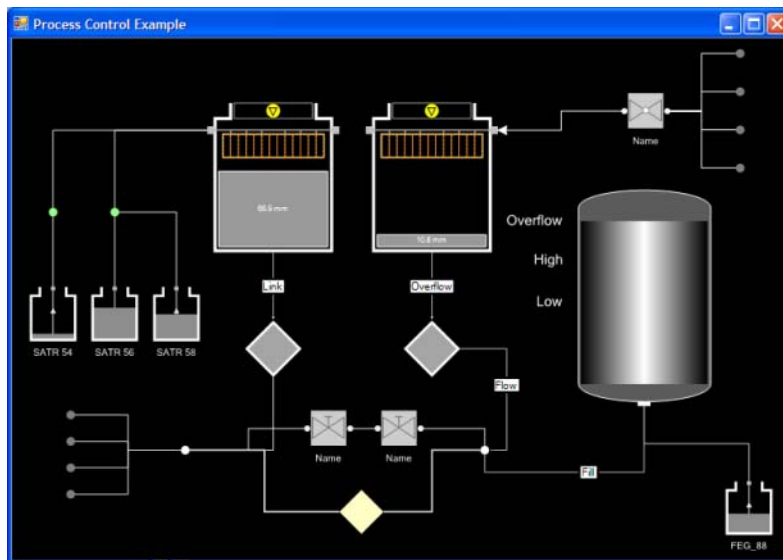 Process Control Example
Name
Overflow
High
Low
66.9 mm
10.8 mm
Link
Overflow
SATR 54
SATR 56
SATR 58
Flow
Name
Name
Fill
FEG_88